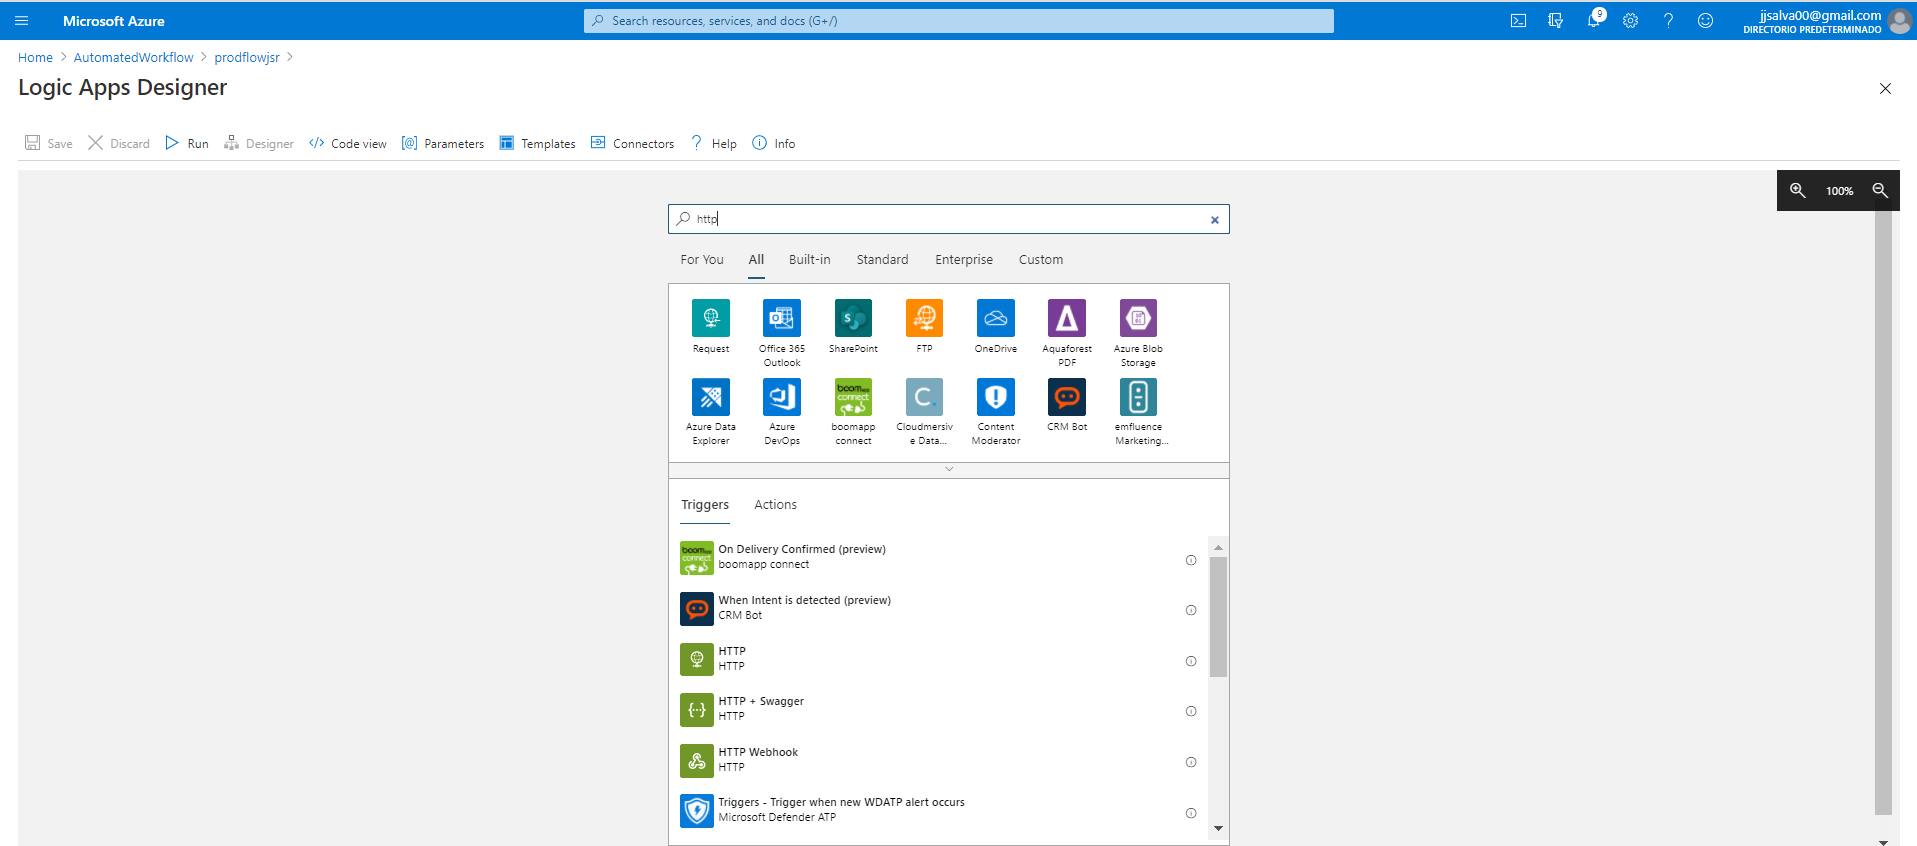 Microsoft Azure
Search resources, services, and docs (G+/)
9
jjsalva00@gmail.com
DIRECTORIO PREDETERMINADO
Home > AutomatedWorkflow > prodflowjsr >
Logic Apps Designer
Save Discard Run Designer Code view Parameters Templates Connectors Help Info
100%
http
For You All Built-in Standard Enterprise Custom
Request
Office 365
Outlook
SharePoint
FTP
OneDrive
Aquaforest
PDF
Azure Blob
Storage
Azure Data
Explorer
Azure
DevOps
boomapp
connect
boomapp
connect
Cloudmersiv
e Data...
Content
Moderator
CRM Bot
emfluence
Marketing...
Triggers Actions
boomapp
connect
On Delivery Confirmed (preview)
boomapp connect
When Intent is detected (preview)
CRM Bot
HTTP
HTTP
HTTP + Swagger
HTTP
HTTP Webhook
HTTP
Triggers - Trigger when new WDATP alert occurs
Microsoft Defender ATP